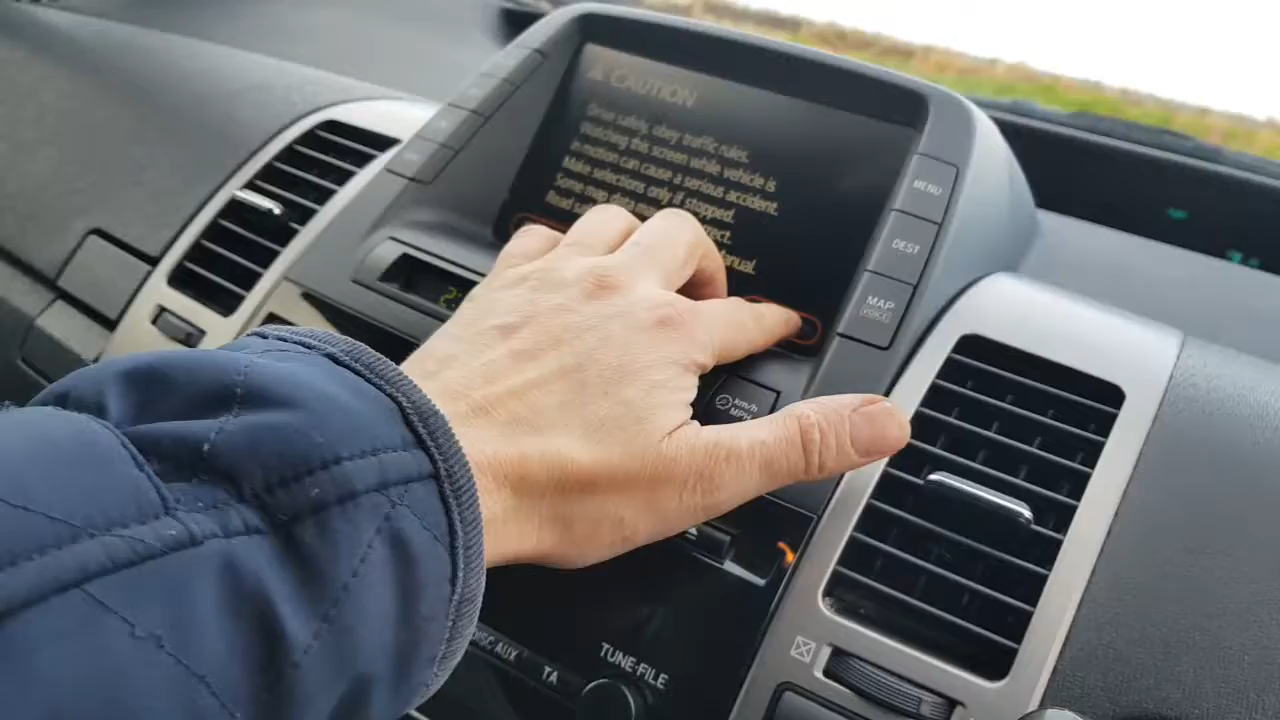 CAUTION
Drive safely, obey traffic rules.
Watching this screen while vehicle is
in motion can cause a serious accident.
Make selections only if stopped.
Some map data may
Read
MENU
DEST
MAP
VOICE
km/h
MPH
DISC·AUX
TA
TUNE·FILE